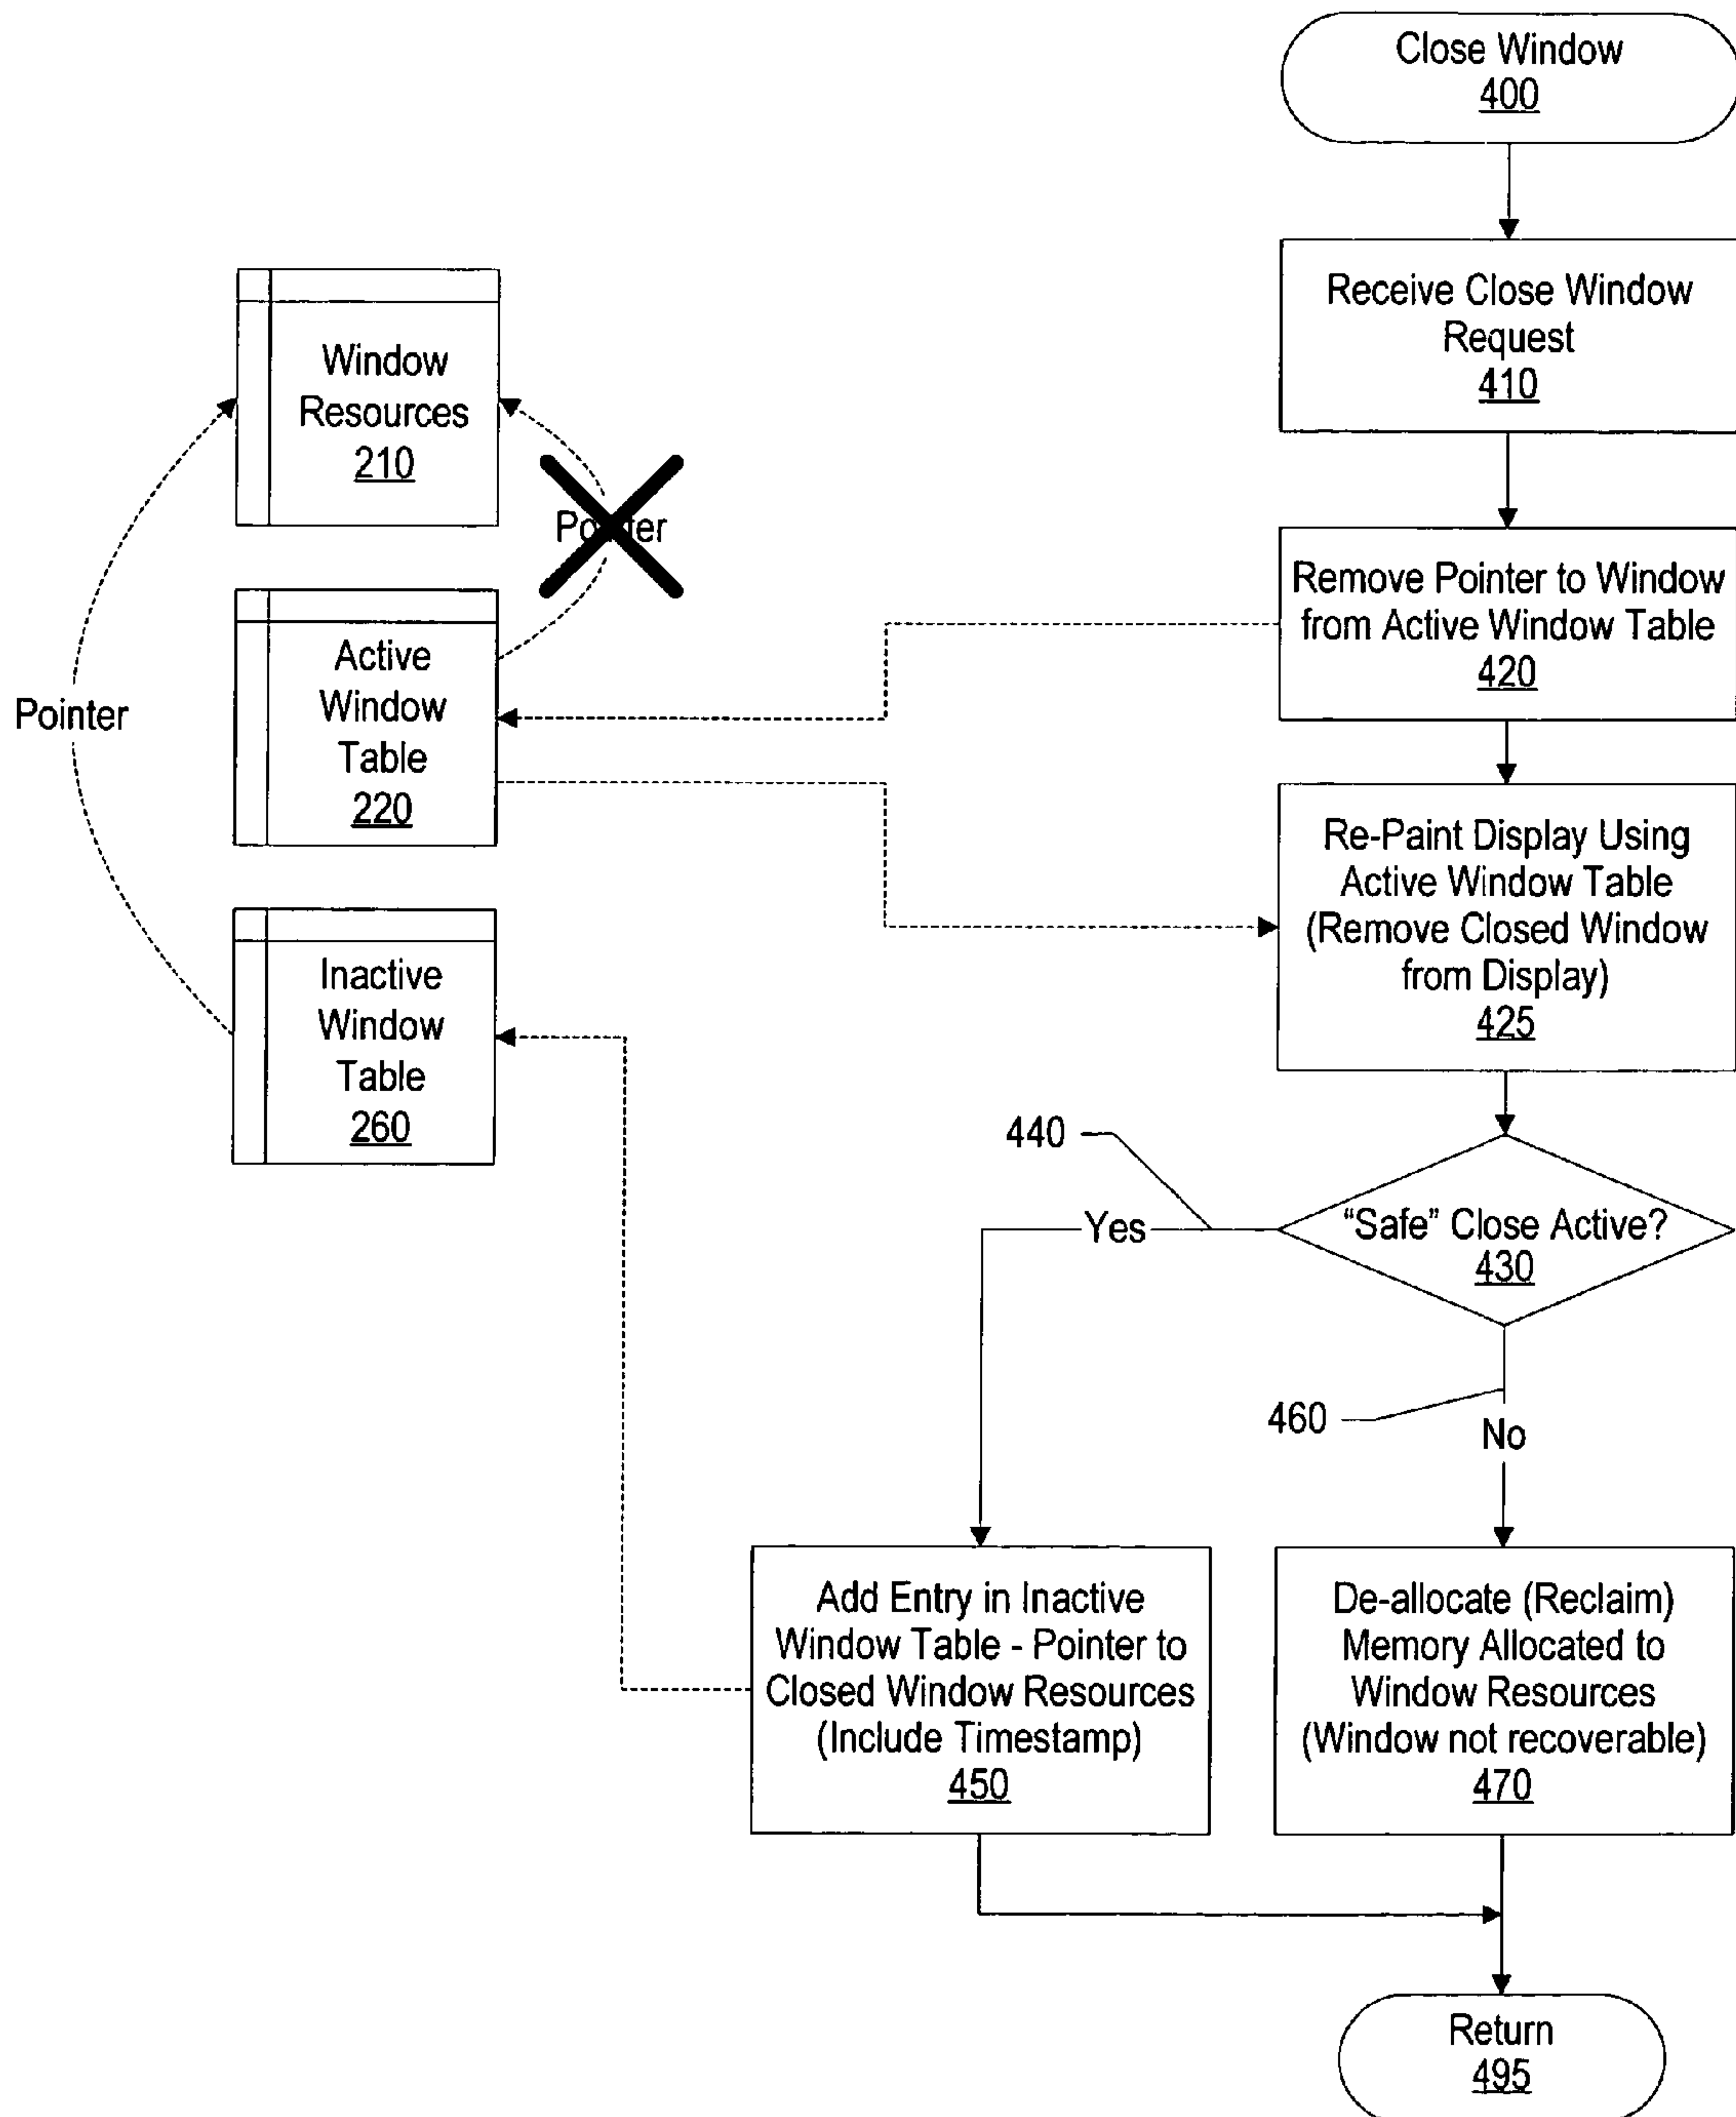 Close Window
400
Receive Close Window
Request
410
Window
Resources
210
Pointer
Remove Pointer to Window
from Active Window Table
420
Active
Window
Table
220
Pointer
Re-Paint Display Using
Active Window Table
(Remove Closed Window
from Display)
425
Inactive
Window
Table
260
440
Yes
“Safe” Close Active?
430
460
No
Add Entry in Inactive
Window Table - Pointer to
Closed Window Resources
(Include Timestamp)
450
De-allocate (Reclaim)
Memory Allocated to
Window Resources
(Window not recoverable)
470
Return
495